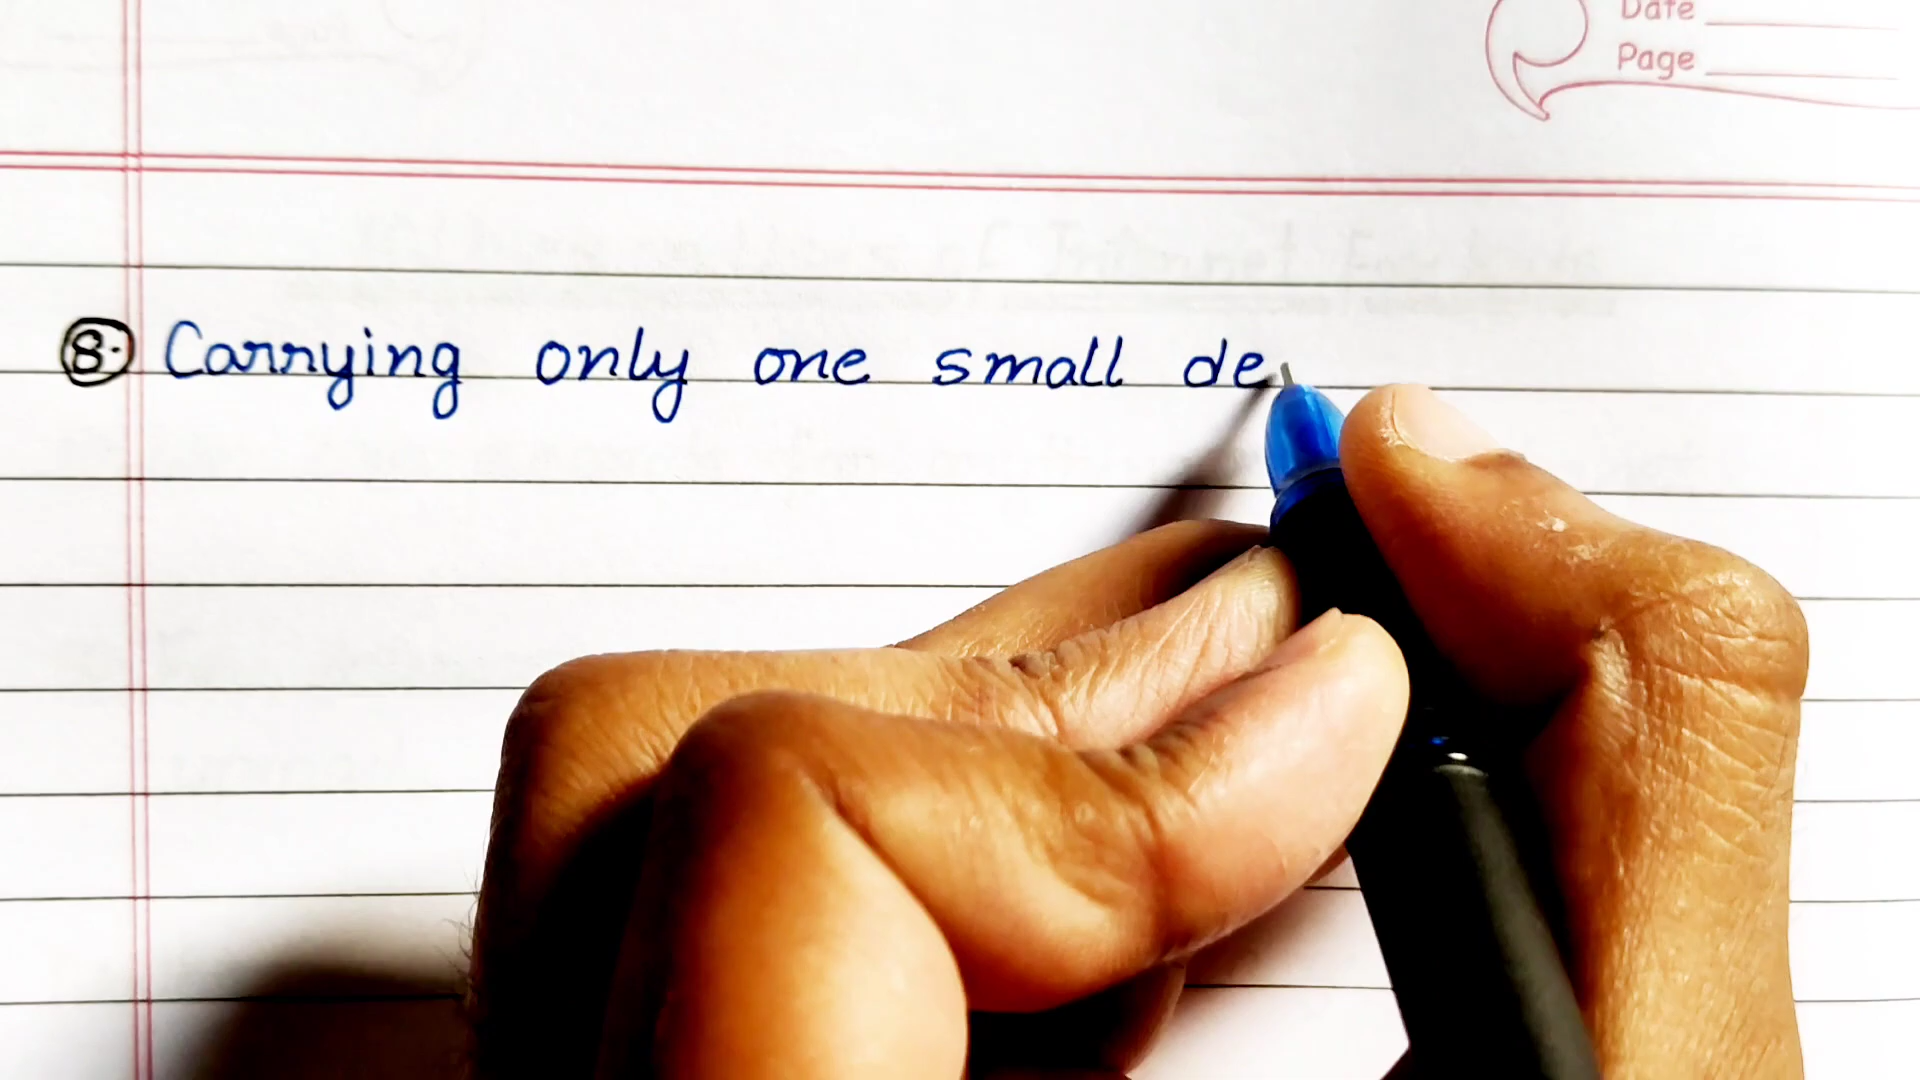 Date
Page
8. Carrying only one small de